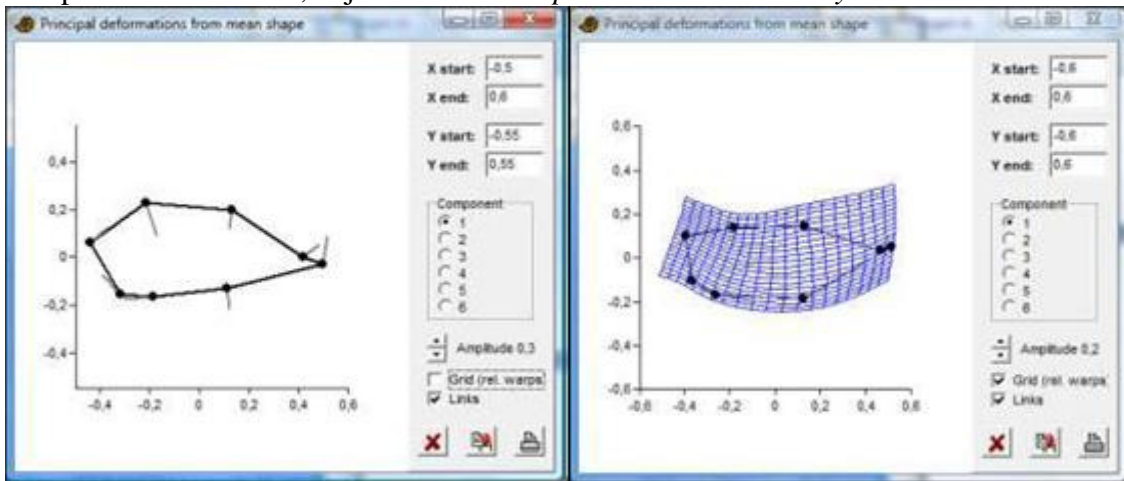 Principal deformations from mean shape
X start: -0,5
X end: 0,6
Y start: -0,55
Y end: 0,55
Component
1
2
3
4
5
6
Amplitude 0,3
Grid (rel. warps)
Links
0,4
0,2
0
-0,2
-0,4
-0,4 -0,2 0 0,2 0,4 0,6
Principal deformations from mean shape
X start: -0,6
X end: 0,6
Y start: -0,6
Y end: 0,6
Component
1
2
3
4
5
6
Amplitude 0,2
Grid (rel. warps
Links
0,6
0,4
0,2
0
-0,2
-0,4
-0,6
-0,6 -0,4 -0,2 0 0,2 0,4 0,6